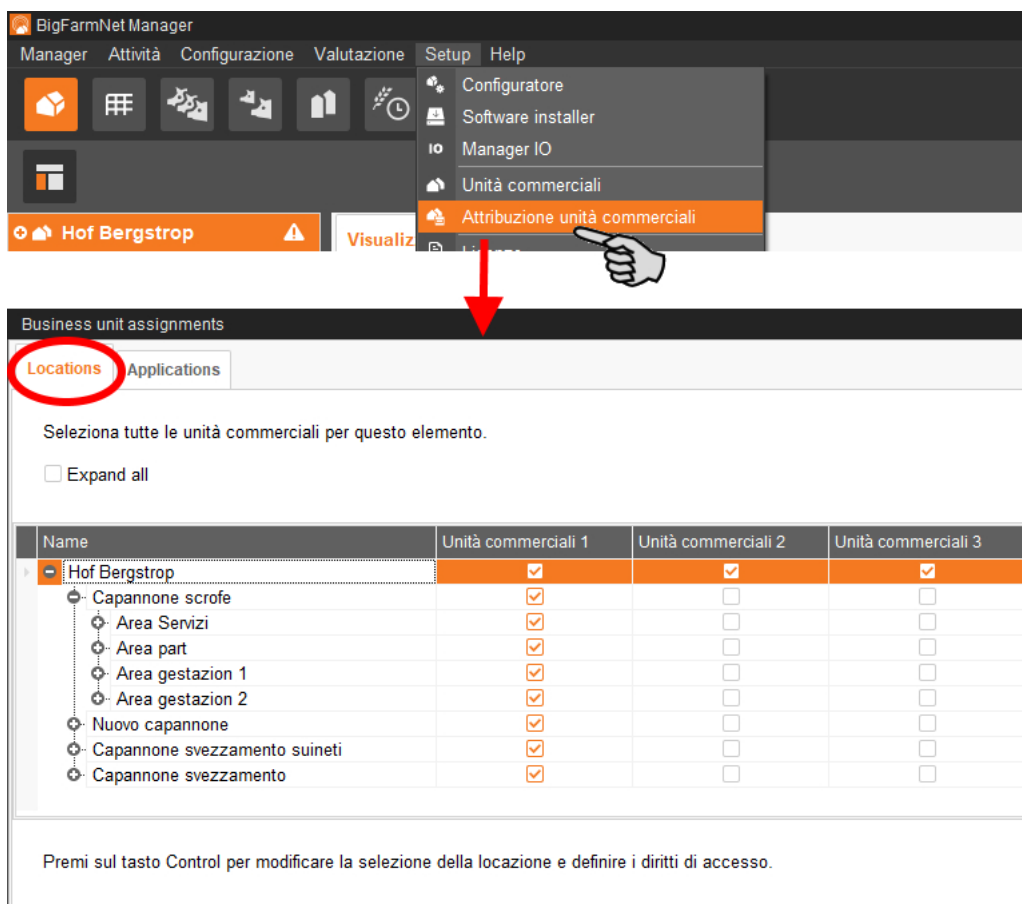 BigFarmNet Manager
Manager Attività Configurazione Valutazione Setup Help
Configuratore
Software installer
IO Manager IO
Unità commerciali
Attribuzione unità commerciali
Hof Bergstrop
Visualiz
Business unit assignments
Locations Applications
Seleziona tutte le unità commerciali per questo elemento.
Expand all
Name Unità commerciali 1 Unità commerciali 2 Unità commerciali 3
Hof Bergstrop
Capannone scrofe
Area Servizi
Area part
Area gestazion 1
Area gestazion 2
Nuovo capannone
Capannone svezzamento suineti
Capannone svezzamento
Premi sul tasto Control per modificare la selezione della locazione e definire i diritti di accesso.